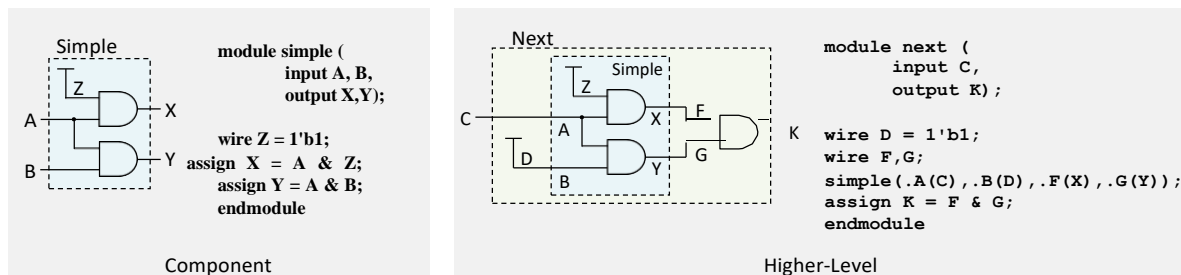 Simple
Z
A
B
X
Y
module simple (
input A, B,
output X,Y);
wire Z = 1'b1;
assign X = A & Z;
assign Y = A & B;
endmodule
Component
Next
Simple
Z
C
A
X
F
K
D
B
Y
G
module next (
input C,
output K);
wire D = 1'b1;
wire F,G;
simple(.A(C),.B(D),.F(X),.G(Y));
assign K = F & G;
endmodule
Higher-Level